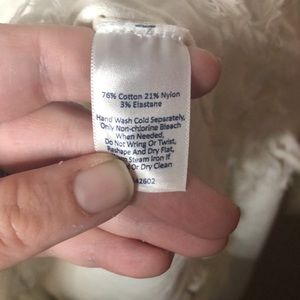 76% Cotton 21% Nylon
3% Elastane
Hand Wash Cold Separately,
Only Non-chlorine Bleach
When Needed,
Do Not Wring Or Twist,
Reshape And Dry Flat,
Steam Iron If
Or Dry Clean
42602